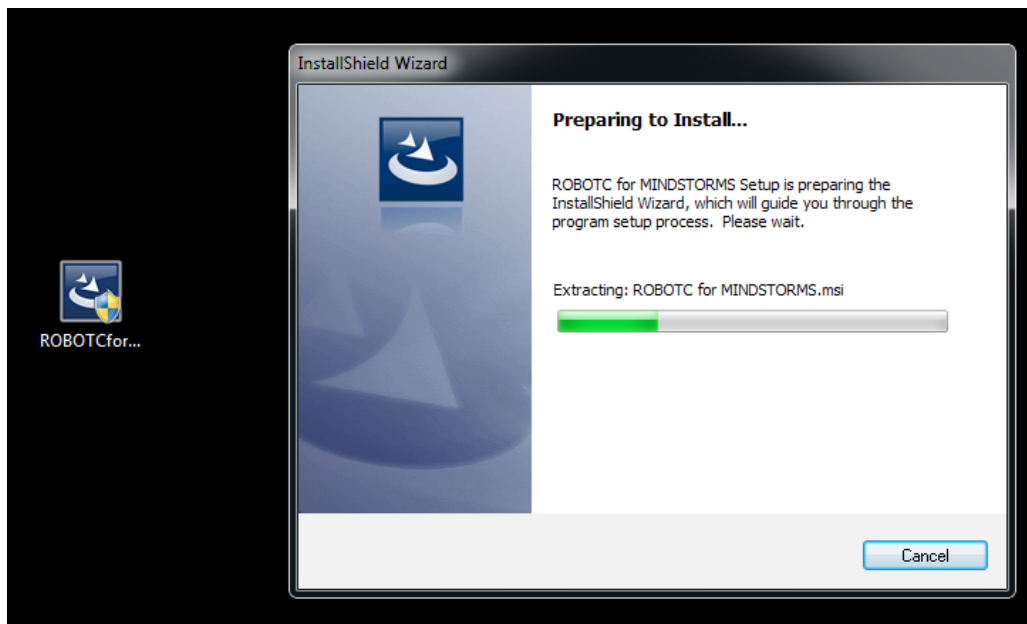 InstallShield Wizard
Preparing to Install...
ROBOTC for MINDSTORMS Setup is preparing the
InstallShield Wizard, which will guide you through the
program setup process. Please wait.
Extracting: ROBOTC for MINDSTORMS.msi
ROBOTCfor...
Cancel